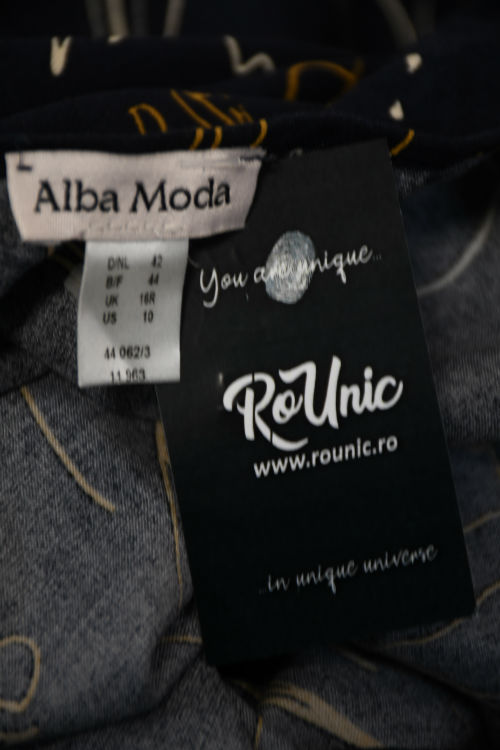 Alba Moda
D/NL 42
B/F 44
UK 16R
US 10
44 062/3
11 963
You are unique...
RoUnic
www.rounic.ro
...in unique universe